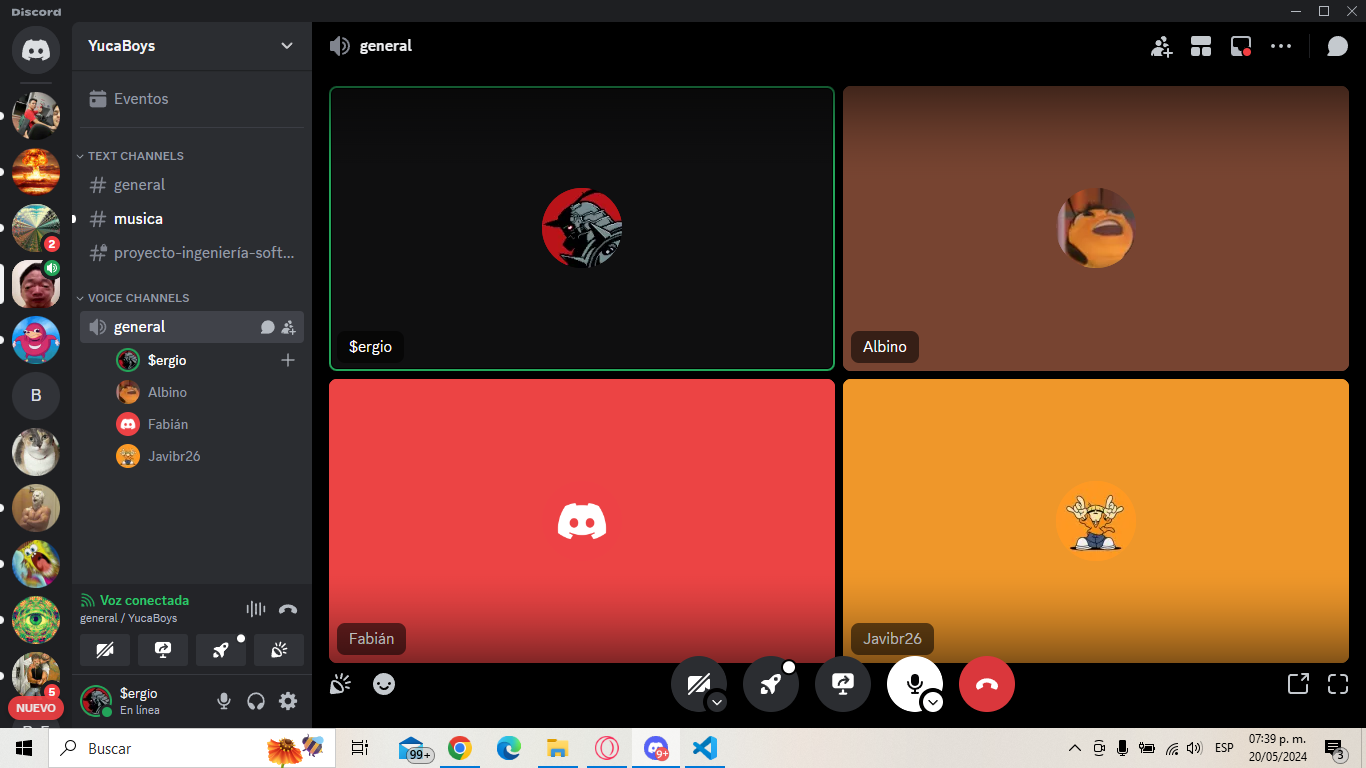 Discord
YucaBoys
Eventos
TEXT CHANNELS
general
musica
proyecto-ingeniería-soft...
VOICE CHANNELS
general
$ergio
Albino
Fabián
Javibr26
Voz conectada
general / YucaBoys
$ergio
En línea
2
B
6
NUEVO
general
$ergio
Albino
Fabián
Javibr26
Buscar
99+
9+
ESP
07:39 p. m.
20/05/2024
3